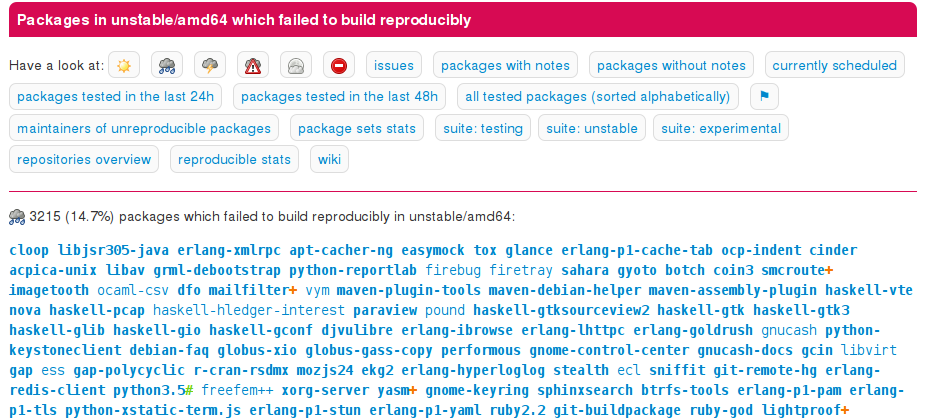 Packages in unstable/amd64 which failed to build reproducibly
Have a look at: issues packages with notes packages without notes currently scheduled
packages tested in the last 24h packages tested in the last 48h all tested packages (sorted alphabetically)
maintainers of unreproducible packages package sets stats suite: testing suite: unstable suite: experimental
repositories overview reproducible stats wiki
3215 (14.7%) packages which failed to build reproducibly in unstable/amd64:
cloop libjsr305-java erlang-xmlrpc apt-cacher-ng easymock tox glance erlang-p1-cache-tab ocp-indent cinder
acpica-unix libav grml-debootstrap python-reportlab firebug firetray sahara gyoto botch coin3 smcroute+
imagetooth ocaml-csv dfo mailfilter+ vym maven-plugin-tools maven-debian-helper maven-assembly-plugin haskell-vte
nova haskell-pcap haskell-hledger-interest paraview pound haskell-gtksourceview2 haskell-gtk haskell-gtk3
haskell-glib haskell-gio haskell-gconf djvulibre erlang-ibrowse erlang-lhttpc erlang-goldrush gnucash python-
keystoneclient debian-faq globus-xio globus-gass-copy performous gnome-control-center gnucash-docs gcin libvirt
gap ess gap-polycyclic r-cran-rsdmx mozjs24 ekg2 erlang-hyperloglog stealth ecl sniffit git-remote-hg erlang-
redis-client python3.5# freefem++ xorg-server yasm+ gnome-keyring sphinxsearch btrfs-tools erlang-p1-pam erlang-
p1-tls python-xstatic-term.js erlang-p1-stun erlang-p1-yaml ruby2.2 git-buildpackage ruby-god lightproof+